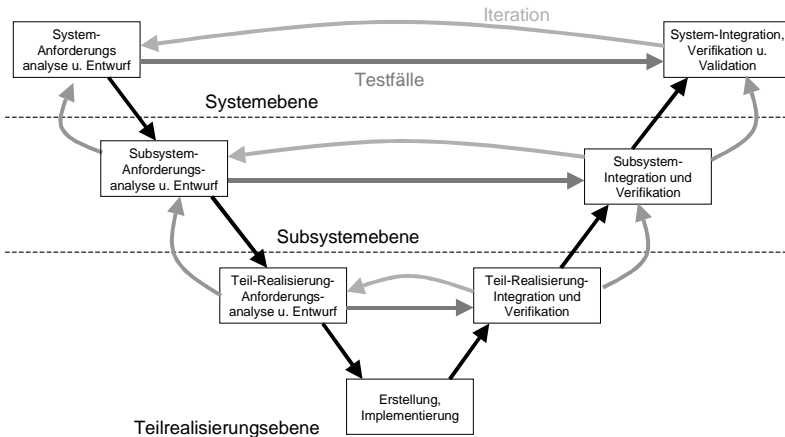 Iteration
System-
Anforderungs
analyse u. Entwurf
System-Integration,
Verifikation u.
Validation
Testfälle
Systemebene
Subsystem-
Anforderungs-
analyse u. Entwurf
Subsystem-
Integration und
Verifikation
Subsystemebene
Teil-Realisierung-
Anforderungs-
analyse u. Entwurf
Teil-Realisierung-
Integration und
Verifikation
Erstellung,
Implementierung
Teilrealisierungsebene